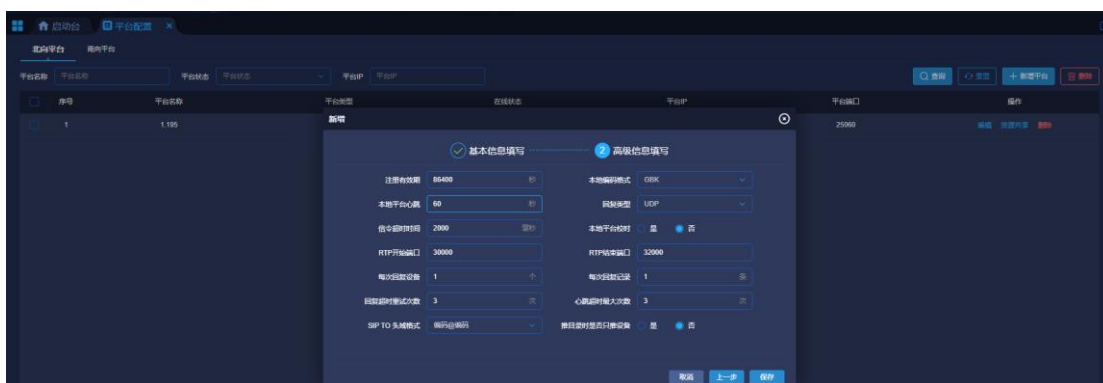 启动台 平台配置 ×
北向平台 南向平台
平台名称 平台名称 平台状态 平台状态 平台IP 平台IP 查询 重置 + 新增平台 删除
序号 平台名称 平台类型 在线状态 平台IP 平台端口 操作
新增
1 1.195 25060 编辑 资源共享 删除
基本信息填写 2 高级信息填写
注册有效期 86400 秒 本地编码格式 GBK
本地平台心跳 60 秒 回复类型 UDP
信令超时时间 2000 毫秒 本地平台校时 是 否
RTP开始端口 30000 RTP结束端口 32000
每次回复设备 1 个 每次回复记录 1 条
回复超时重试次数 3 次 心跳超时最大次数 3 次
SIP TO 头域格式 编码@编码 推目录时是否只推设备 是 否
取消 上一步 保存